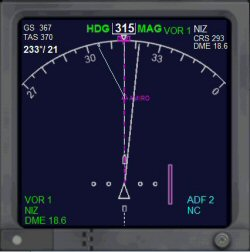 GS 367 HDG 315 MAG VOR 1 NIZ
TAS 370 CRS 293
233°/ 21 DME 18.6
30 33
27 0
VOR 1
NIZ
DME 18.6
ADF 2
NC